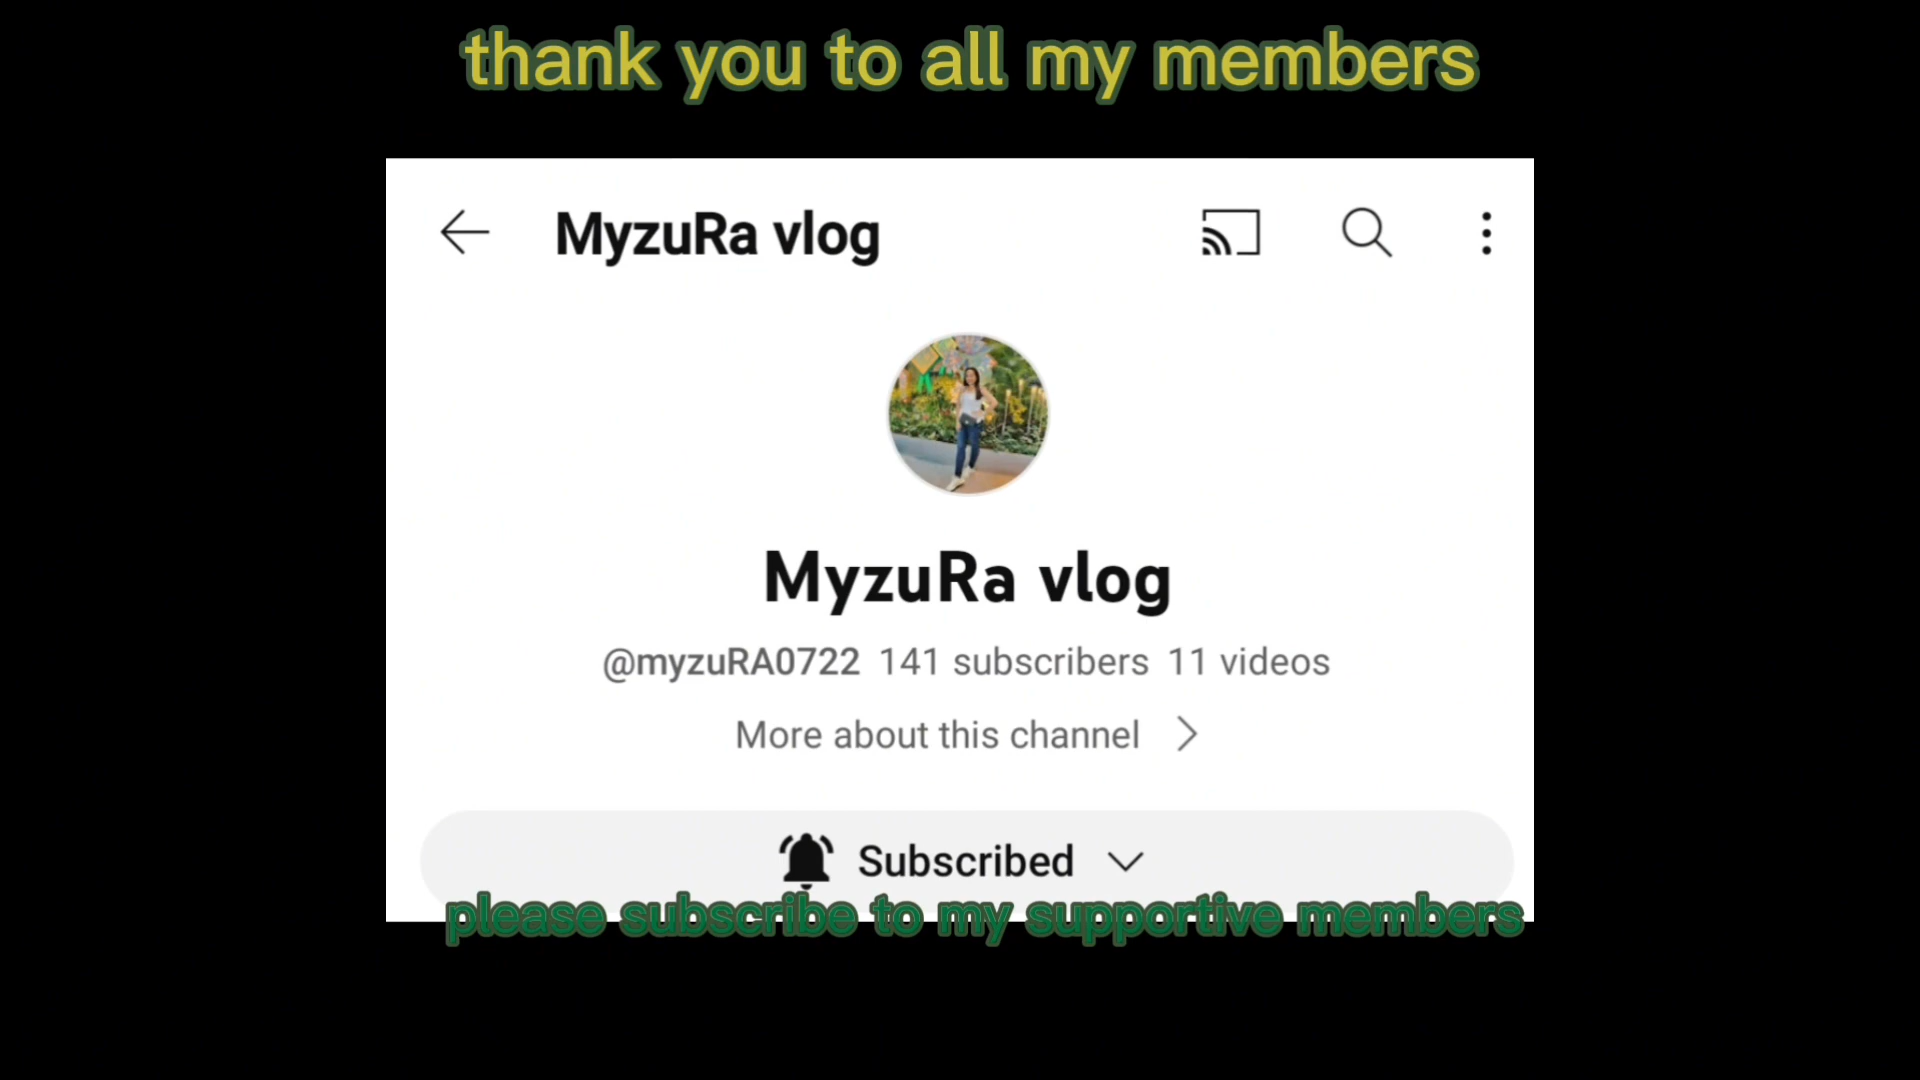 thank you to all my members
MyzuRa vlog
MyzuRa vlog
@myzuRA0722 141 subscribers 11 videos
More about this channel
Subscribed
please subscribe to my supportive members